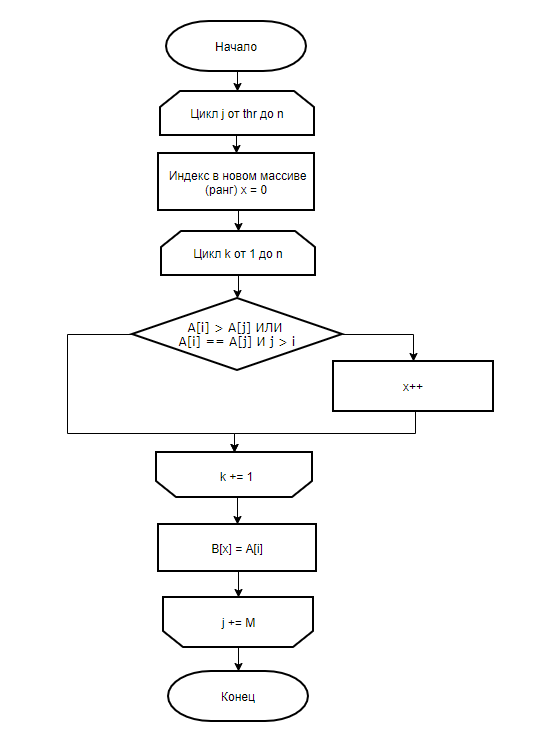 Начало
Цикл j от thr до n
Индекс в новом массиве
(ранг) x = 0
Цикл k от 1 до n
A[i] > A[j] ИЛИ
A[i] == A[j] И j > i
x++
k += 1
B[x] = A[i]
j += M
Конец